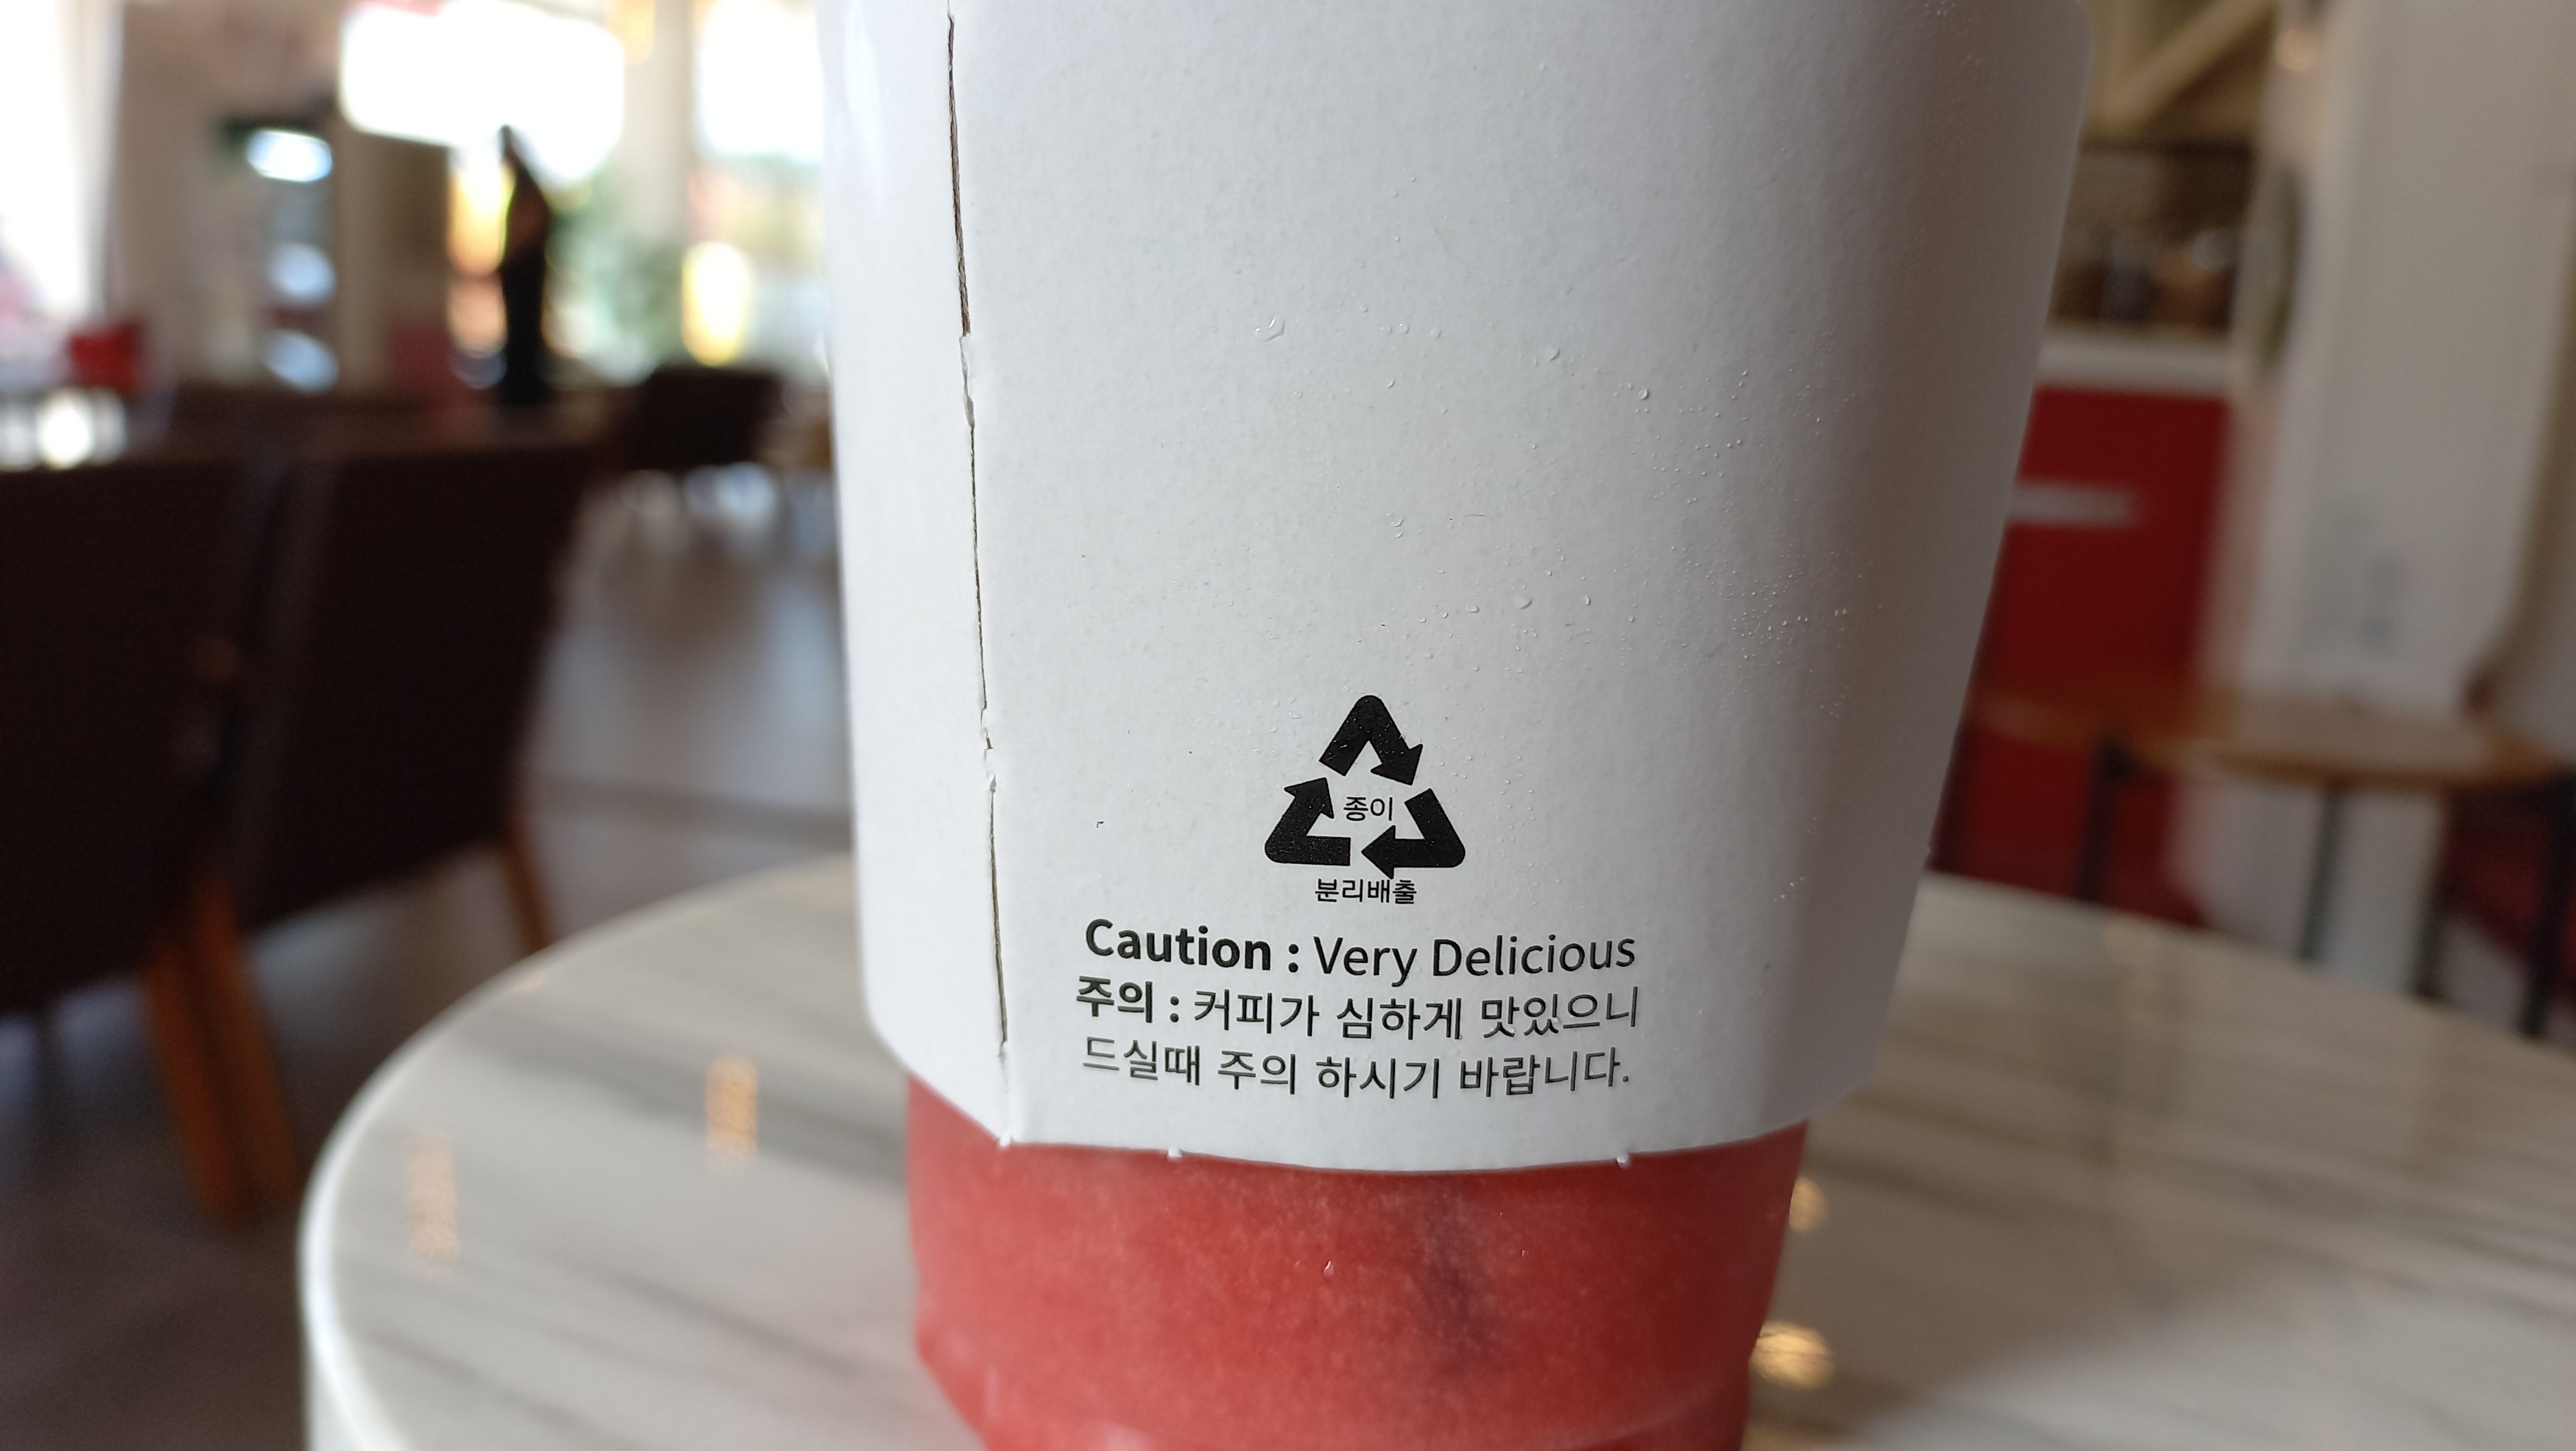 종이
분리배출
Caution : Very Delicious
주의 : 커피가 심하게 맛있으니
드실때 주의 하시기 바랍니다.